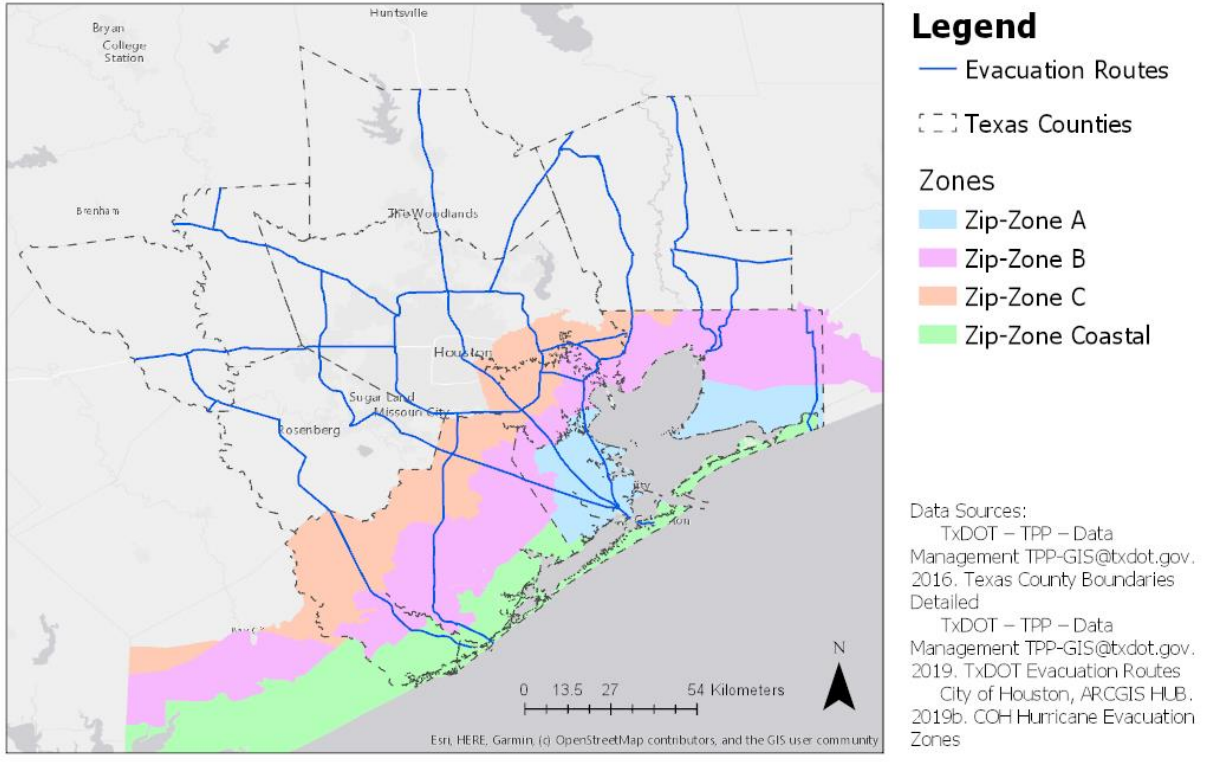 Huntsville
Bryan
College
Station
Brenham
The Woodlands
Houston
Sugar Land
Missouri City
Rosenberg
N
0 13.5 27 54 Kilometers
Esri, HERE, Garmin, (c) OpenStreetMap contributors, and the GIS user community
Legend
Evacuation Routes
Texas Counties
Zones
Zip-Zone A
Zip-Zone B
Zip-Zone C
Zip-Zone Coastal
Data Sources:
TxDOT – TPP – Data
Management TPP-GIS@txdot.gov.
2016. Texas County Boundaries
Detailed
TxDOT – TPP – Data
Management TPP-GIS@txdot.gov.
2019. TxDOT Evacuation Routes
City of Houston, ARCGIS HUB.
2019b. COH Hurricane Evacuation
Zones